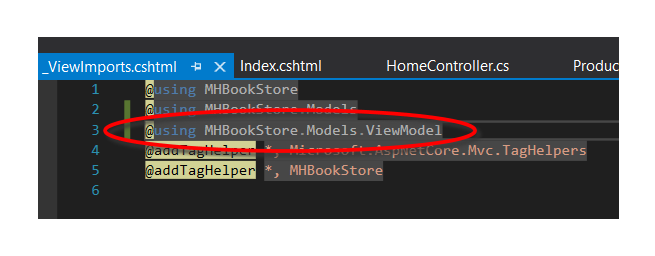 _ViewImports.cshtml Index.cshtml HomeController.cs Produc
1 @using MHBookStore
2 @using MHBookStore.Models
3 @using MHBookStore.Models.ViewModel
4 @addTagHelper *, Microsoft.AspNetCore.Mvc.TagHelpers
5 @addTagHelper *, MHBookStore
6